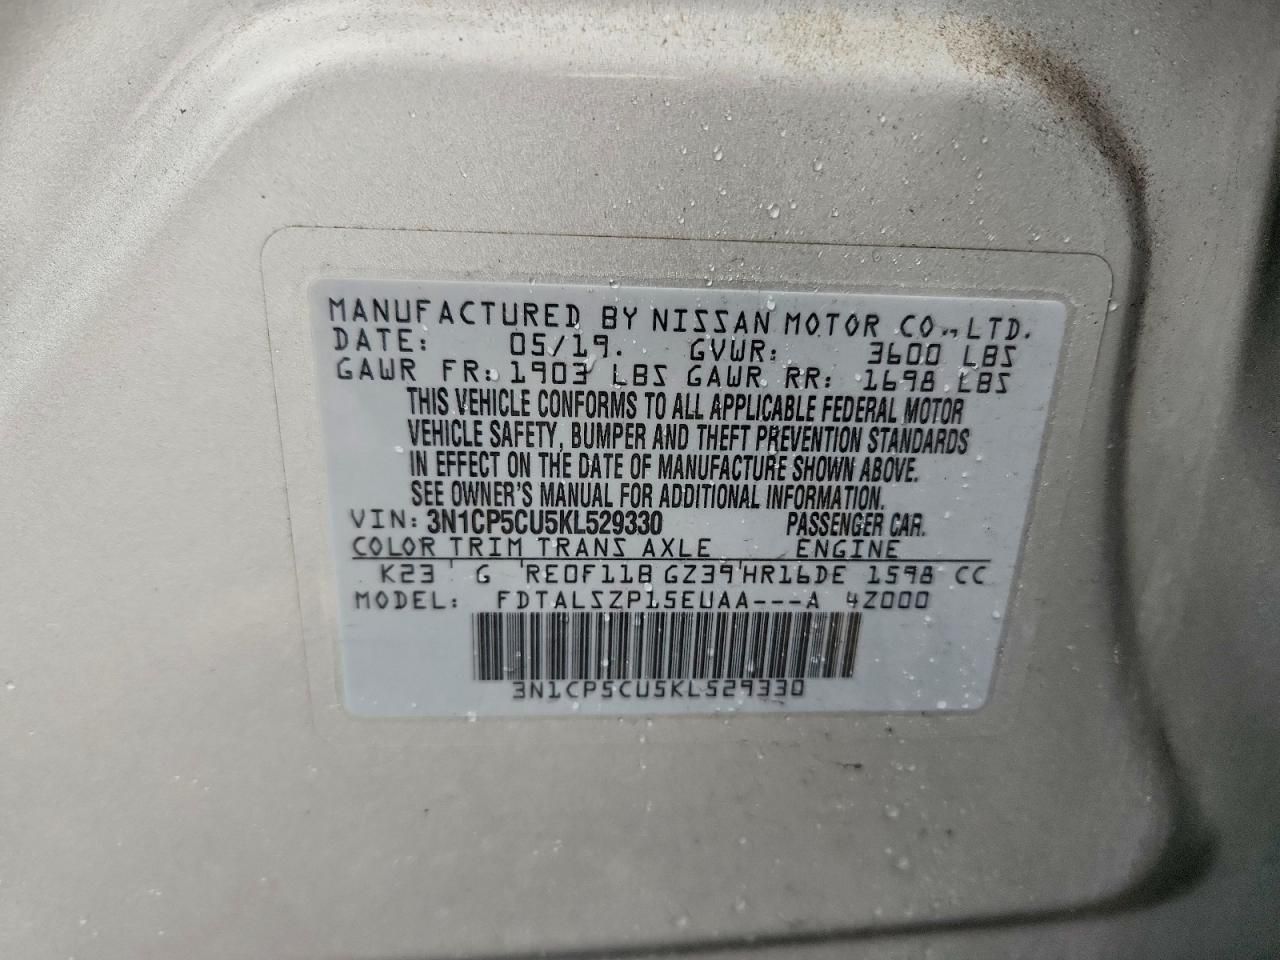 MANUFACTURED BY NISSAN MOTOR CO., LTD.
DATE: 05/19. GVWR: 3600 LBS
GAWR FR: 1903 LBS GAWR RR: 1698 LBS
THIS VEHICLE CONFORMS TO ALL APPLICABLE FEDERAL MOTOR
VEHICLE SAFETY, BUMPER AND THEFT PREVENTION STANDARDS
IN EFFECT ON THE DATE OF MANUFACTURE SHOWN ABOVE.
SEE OWNER'S MANUAL FOR ADDITIONAL INFORMATION.
VIN: 3N1CP5CU5KL529330 PASSENGER CAR.
COLOR TRIM TRANS AXLE ENGINE
K23 G RE0F11B GZ39 HR16DE 1598 CC
MODEL: FDTALSZP15EUAA---A 4Z000
3N1CP5CU5KL529330